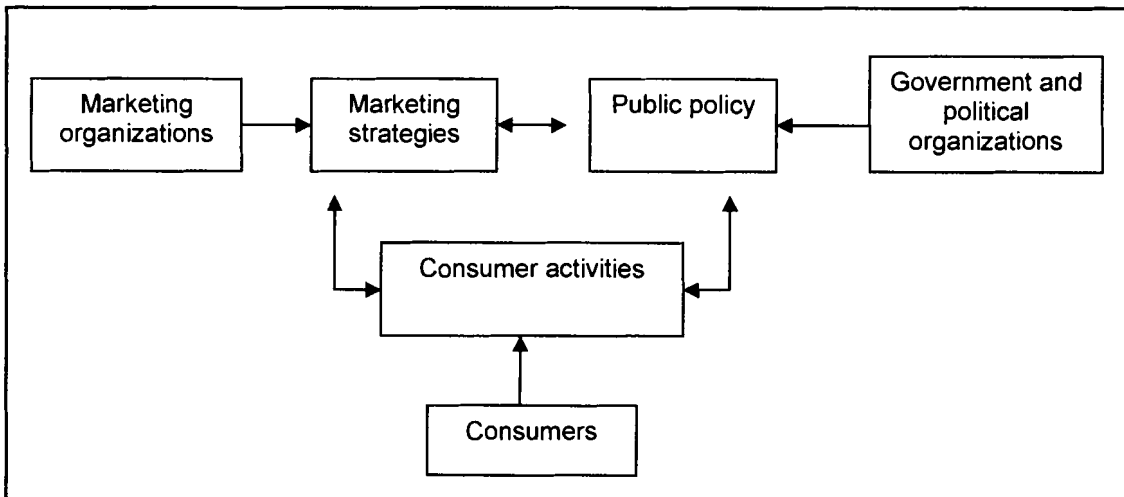 Marketing
organizations
Marketing
strategies
Public policy
Government and
political
organizations
Consumer activities
Consumers